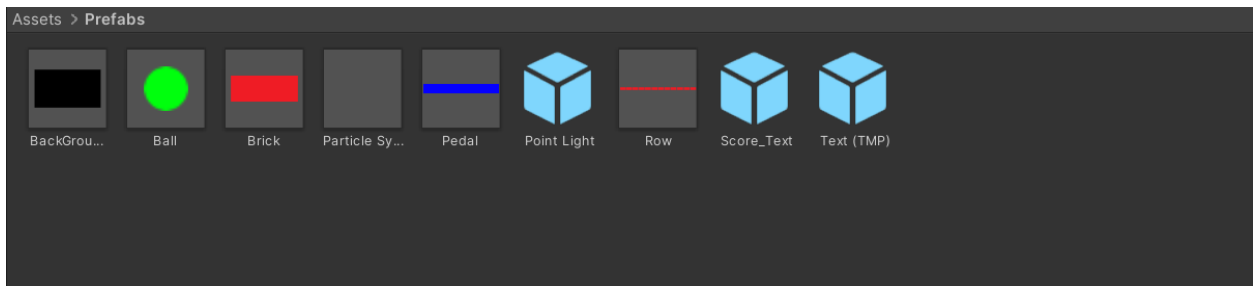 Assets > Prefabs
BackGrou... Ball Brick Particle Sy... Pedal Point Light Row Score_Text Text (TMP)